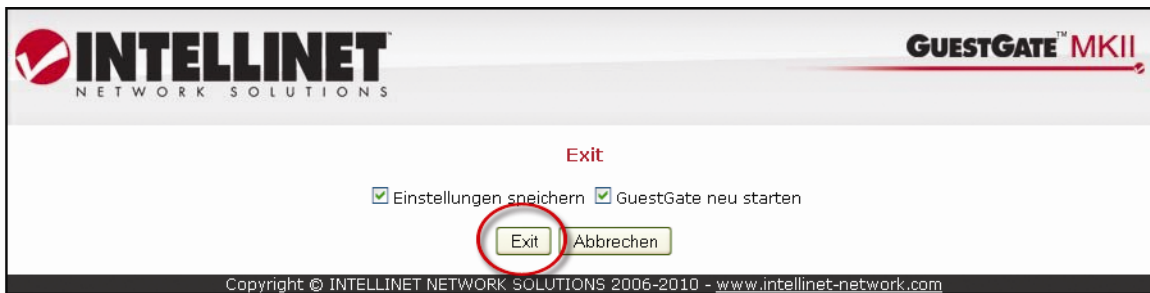 INTELLINET™
NETWORK SOLUTIONS
GUESTGATE™ MKII
Exit
Einstellungen speichern GuestGate neu starten
Exit Abbrechen
Copyright © INTELLINET NETWORK SOLUTIONS 2006-2010 - www.intellinet-network.com